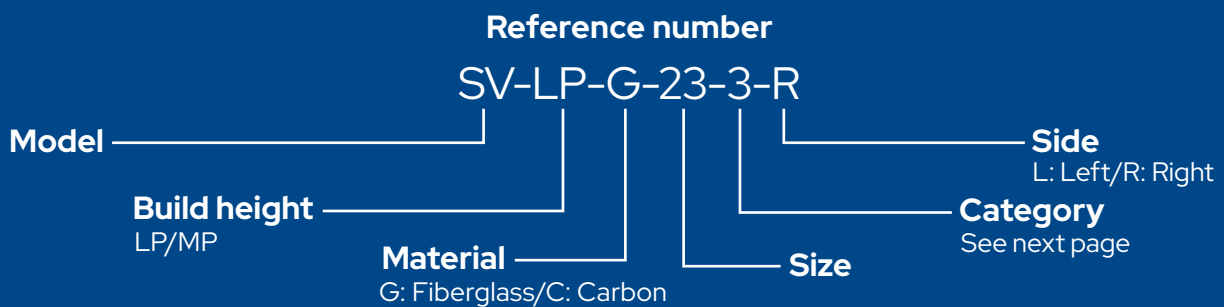 Reference number
SV-LP-G-23-3-R
Model
Side
L: Left/R: Right
Build height
LP/MP
Category
See next page
Material
G: Fiberglass/C: Carbon
Size